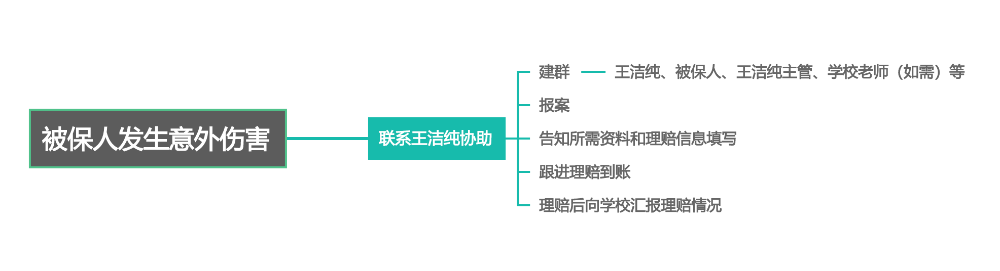 被保人发生意外伤害
联系王洁纯协助
建群
王洁纯、被保人、王洁纯主管、学校老师（如需）等
报案
告知所需资料和理赔信息填写
跟进理赔到账
理赔后向学校汇报理赔情况